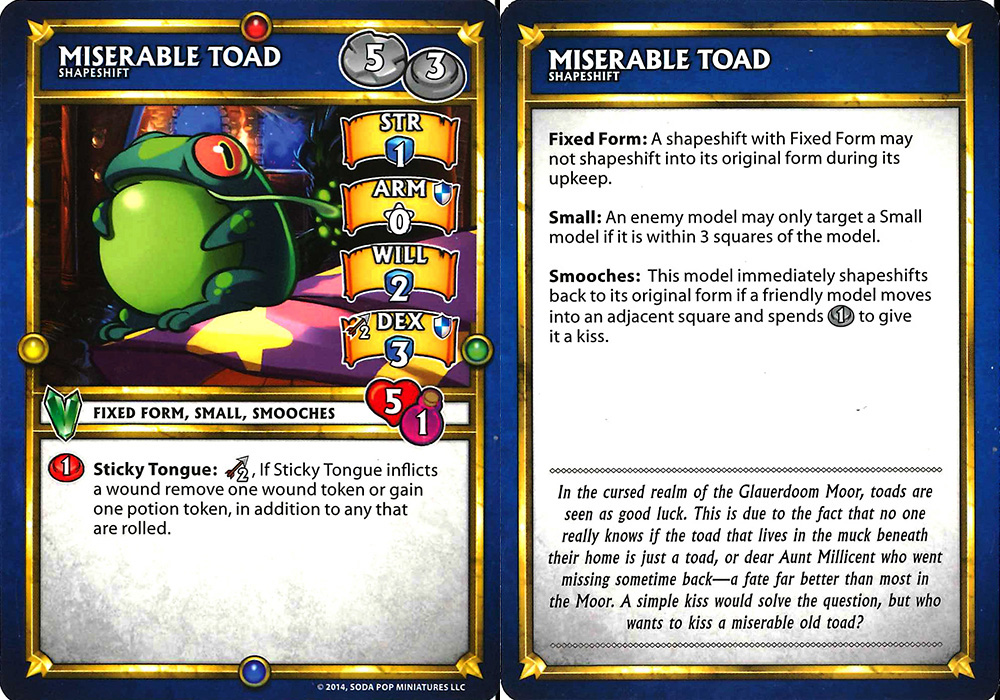 MISERABLE TOAD
SHAPESHIFT
5
3
STR
1
ARM
0
WILL
2
2 DEX
3
5
1
FIXED FORM, SMALL, SMOOCHES
1 Sticky Tongue: 2, If Sticky Tongue inflicts
a wound remove one wound token or gain
one potion token, in addition to any that
are rolled.
© 2014, SODA POP MINIATURES LLC
MISERABLE TOAD
SHAPESHIFT
Fixed Form: A shapeshift with Fixed Form may
not shapeshift into its original form during its
upkeep.
Small: An enemy model may only target a Small
model if it is within 3 squares of the model.
Smooches: This model immediately shapeshifts
back to its original form if a friendly model moves
into an adjacent square and spends 1 to give
it a kiss.
In the cursed realm of the Glauerdoom Moor, toads are
seen as good luck. This is due to the fact that no one
really knows if the toad that lives in the muck beneath
their home is just a toad, or dear Aunt Millicent who went
missing sometime back—a fate far better than most in
the Moor. A simple kiss would solve the question, but who
wants to kiss a miserable old toad?